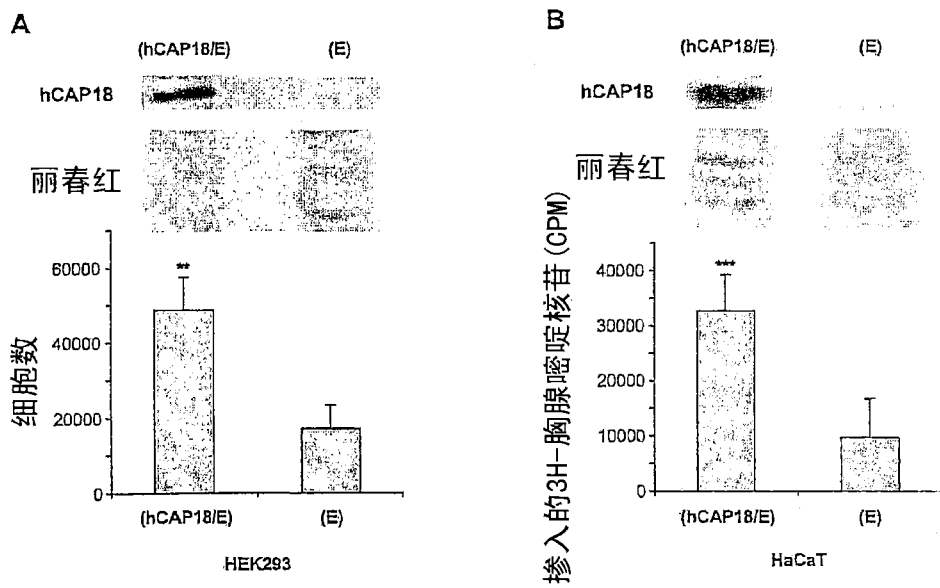 A
(hCAP18/E) (E)
hCAP18
丽春红
细胞数
60000
40000
20000
0
**
(hCAP18/E) (E)
HEK293
B
(hCAP18/E) (E)
hCAP18
丽春红
掺入的3H-胸腺嘧啶核苷(CPM)
40000
30000
20000
10000
0
***
(hCAP18/E) (E)
HaCaT